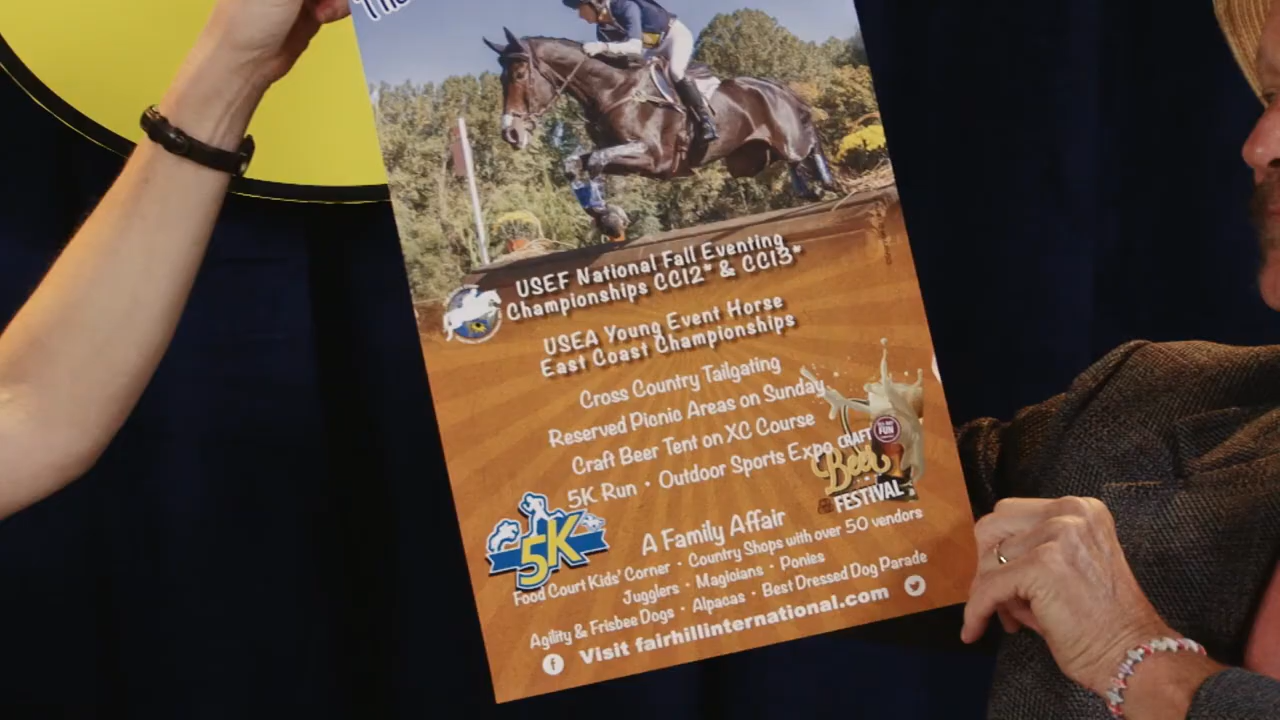 USEF National Fall Eventing
Championships CCI2* & CCI3*
USEA Young Event Horse
East Coast Championships
Cross Country Tailgating
Reserved Picnic Areas on Sunday
Craft Beer Tent on XC Course
5K Run • Outdoor Sports Expo
CRAFT
Beer
FESTIVAL
FUN
5K
A Family Affair
Food Court Kids' Corner • Country Shops with over 50 vendors
Jugglers • Magicians • Ponies
Agility & Frisbee Dogs • Alpacas • Best Dressed Dog Parade
Visit fairhillinternational.com